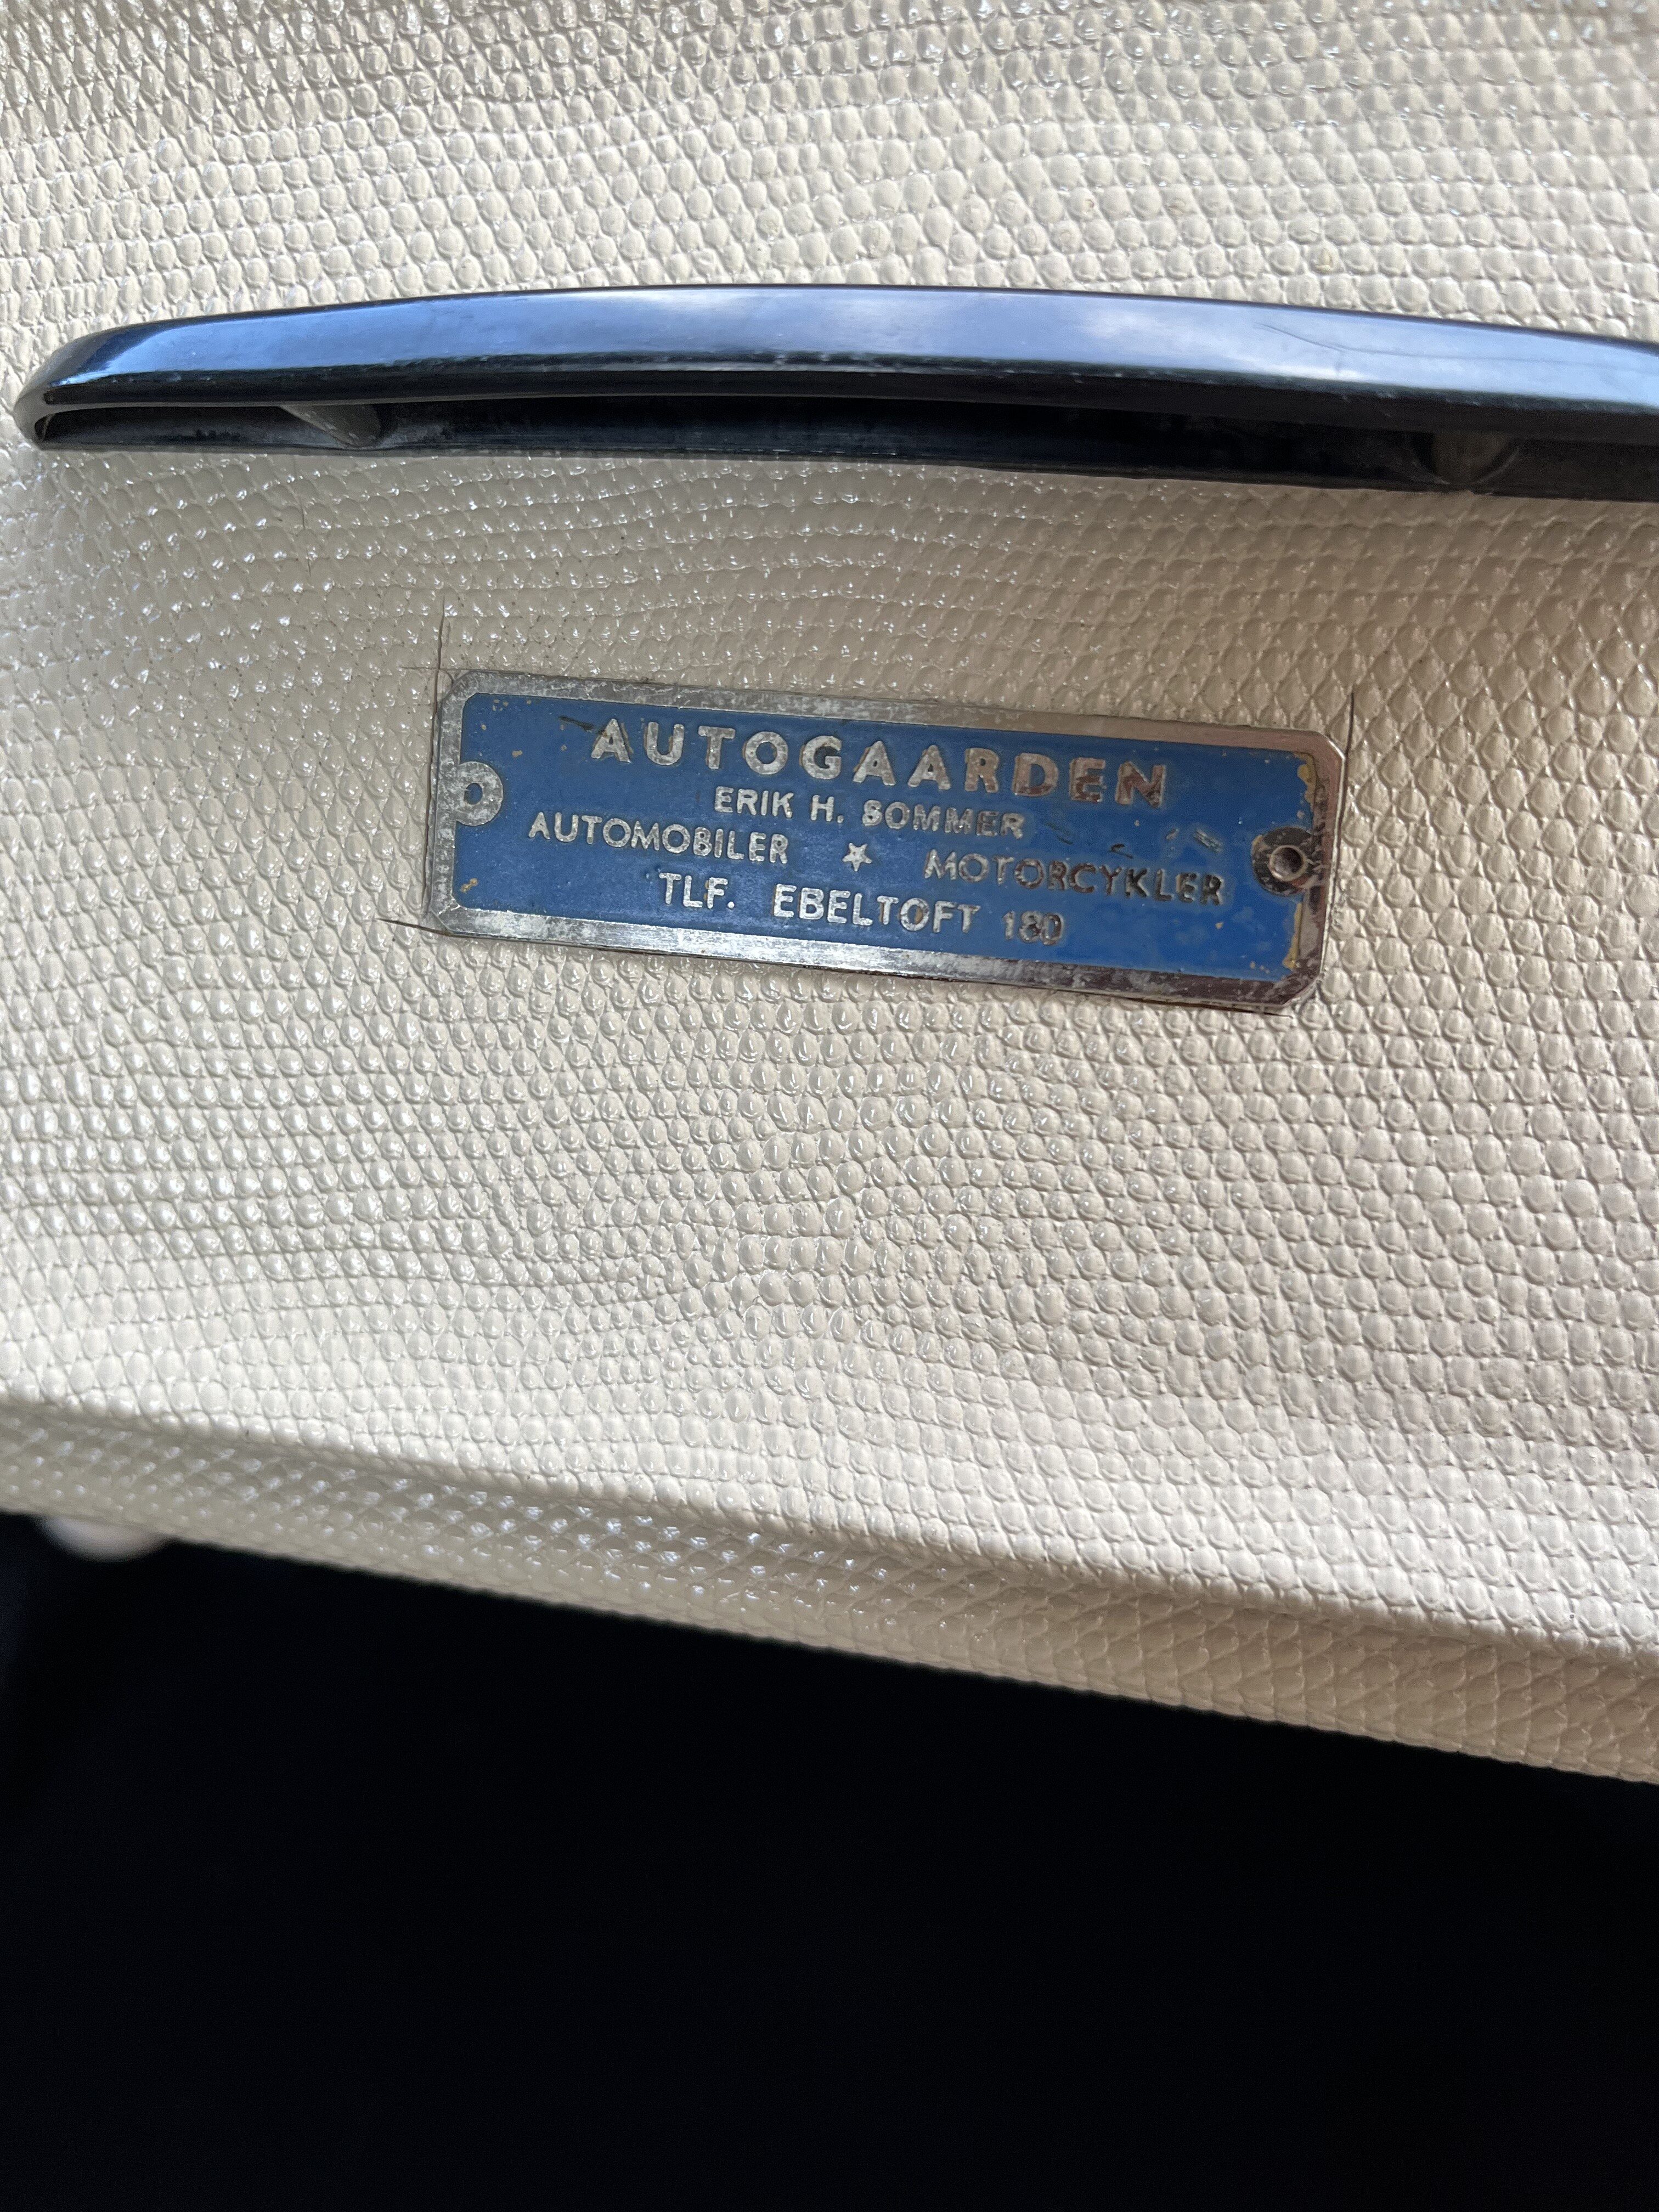 AUTOGAARDEN
ERIK H. SOMMER
AUTOMOBILER ☆ MOTORCYKLER
TLF. EBELTOFT 180